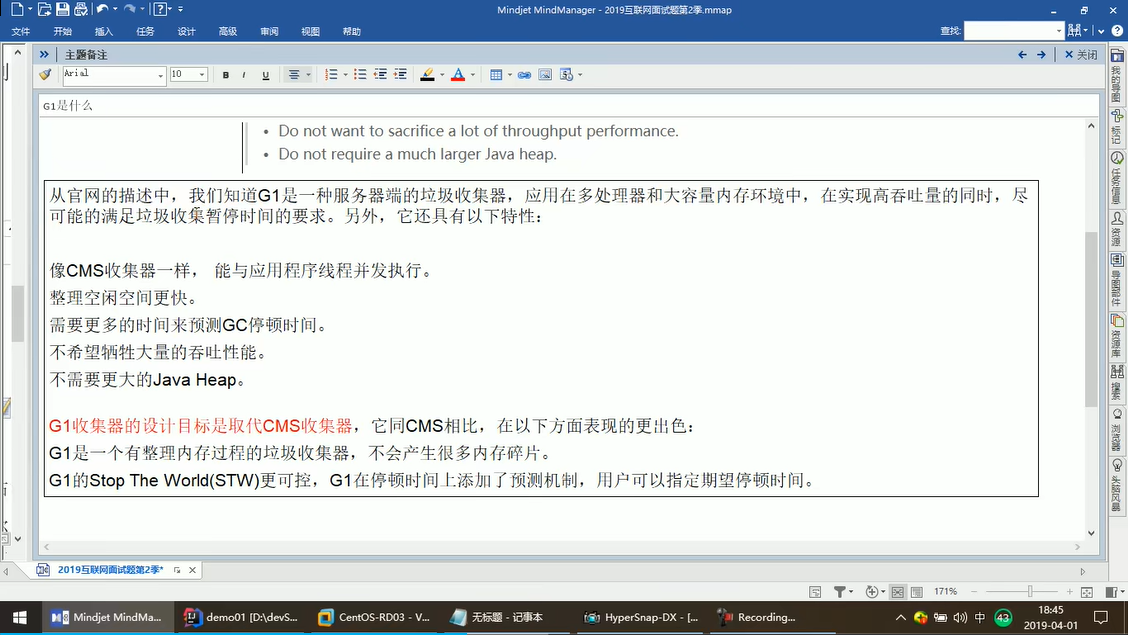 Mindjet MindManager - 2019互联网面试题第2季.mmap
文件 开始 插入 任务 设计 高级 审阅 视图 帮助
查找:
主题备注
关闭
Arial 10 B I U
G1是什么
• Do not want to sacrifice a lot of throughput performance.
• Do not require a much larger Java heap.
从官网的描述中，我们知道G1是一种服务器端的垃圾收集器，应用在多处理器和大容量内存环境中，在实现高吞吐量的同时，尽
可能的满足垃圾收集暂停时间的要求。另外，它还具有以下特性：
像CMS收集器一样， 能与应用程序线程并发执行。
整理空闲空间更快。
需要更多的时间来预测GC停顿时间。
不希望牺牲大量的吞吐性能。
不需要更大的Java Heap。
G1收集器的设计目标是取代CMS收集器，它同CMS相比，在以下方面表现的更出色：
G1是一个有整理内存过程的垃圾收集器，不会产生很多内存碎片。
G1的Stop The World(STW)更可控，G1在停顿时间上添加了预测机制，用户可以指定期望停顿时间。
我的导图
标记
任务信息
资源
导图部件
资源库
搜索
浏览器
头脑风暴
2019互联网面试题第2季*
171%
Mindjet MindMa...
demo01 [D:\devS...
CentOS-RD03 - V...
无标题 - 记事本
HyperSnap-DX - [...
Recording...
中
43
18:45
2019-04-01